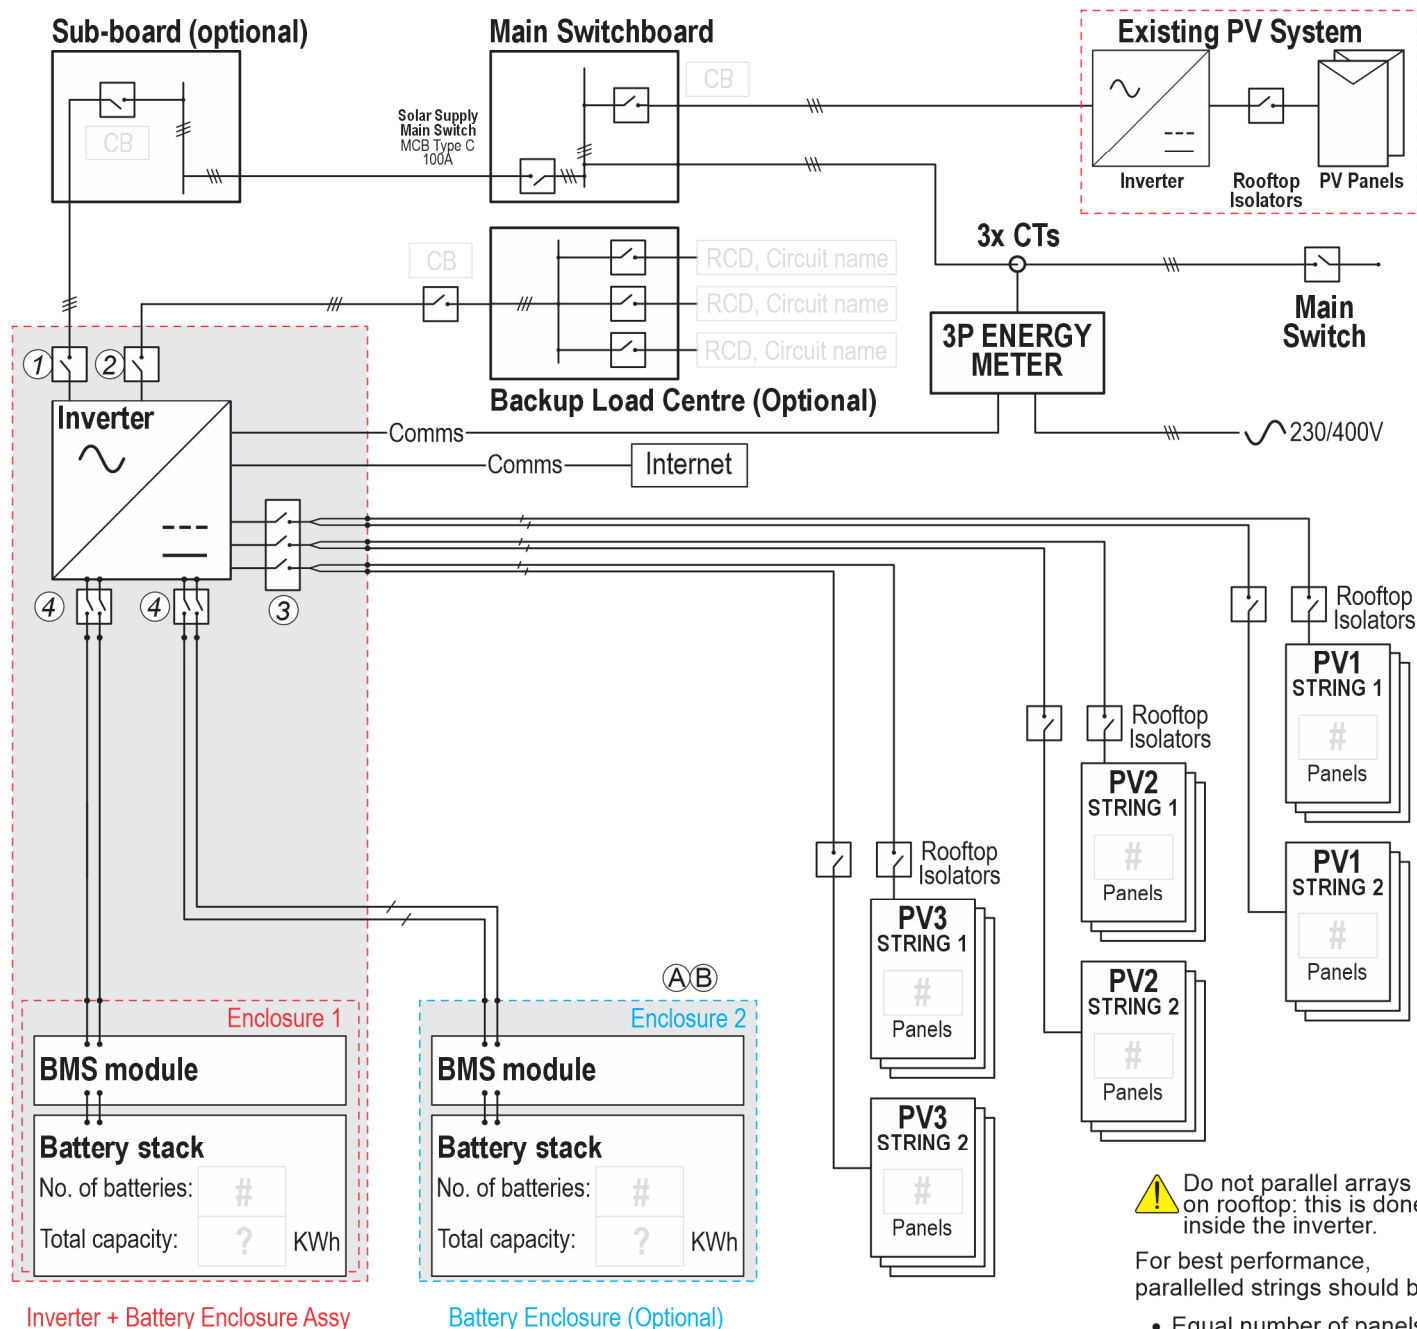 Sub-board (optional)
Main Switchboard
Existing PV System
CB
CB
Solar Supply
Main Switch
MCB Type C
100A
Inverter
Rooftop
Isolators
PV Panels
3x CTs
CB
RCD, Circuit name
RCD, Circuit name
RCD, Circuit name
Main
Switch
3P ENERGY
METER
1
2
Backup Load Centre (Optional)
Inverter
Comms
230/400V
Comms
Internet
3
4
4
Rooftop
Isolators
PV1
STRING 1
#
Panels
Rooftop
Isolators
PV2
STRING 1
#
Panels
PV1
STRING 2
#
Panels
Rooftop
Isolators
PV3
STRING 1
#
Panels
PV2
STRING 2
#
Panels
PV3
STRING 2
#
Panels
A B
Enclosure 1
BMS module
Battery stack
No. of batteries: #
Total capacity: ? KWh
Enclosure 2
BMS module
Battery stack
No. of batteries: #
Total capacity: ? KWh
Inverter + Battery Enclosure Assy
Battery Enclosure (Optional)
Do not parallel arrays
on rooftop: this is done
inside the inverter.
For best performance,
parallelled strings should b
• Equal number of panels